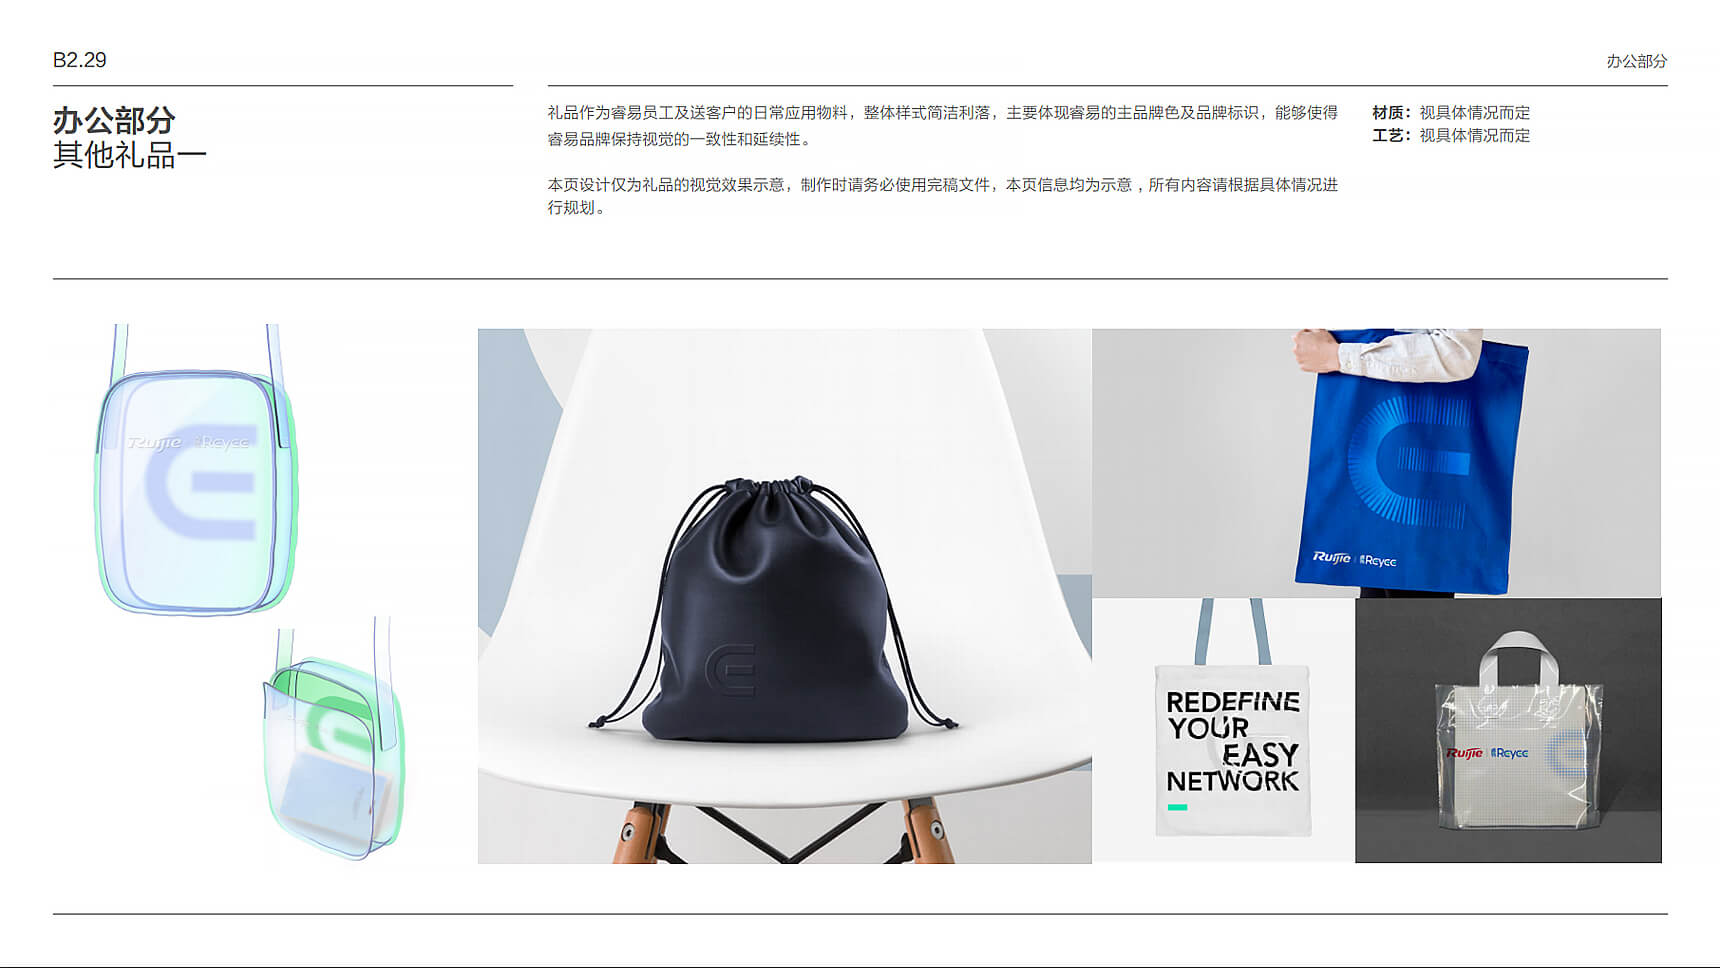 B2.29
办公部分
办公部分
其他礼品一
礼品作为睿易员工及送客户的日常应用物料，整体样式简洁利落，主要体现睿易的主品牌色及品牌标识，能够使得
睿易品牌保持视觉的一致性和延续性。
本页设计仅为礼品的视觉效果示意，制作时请务必使用完稿文件，本页信息均为示意，所有内容请根据具体情况进
行规划。
材质：视具体情况而定
工艺：视具体情况而定
Ruijie Reyee
Ruijie | 睿易 Reyee
REDEFINE
YOUR
EASY
NETWORK
Ruijie | 睿易 Reyee